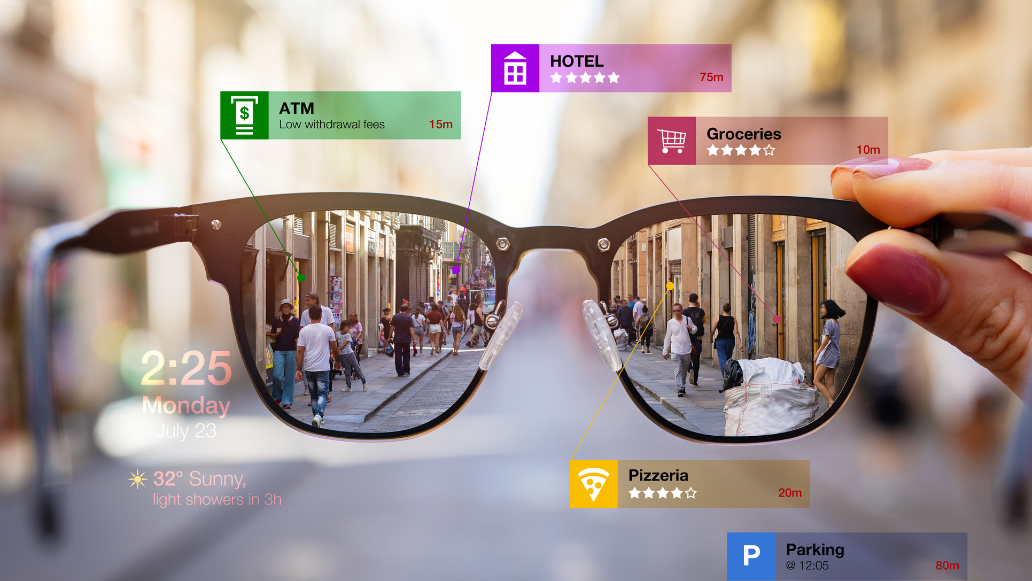 HOTEL
75m
ATM
Low withdrawal fees
15m
Groceries
10m
2:25
Monday
July 23
32° Sunny,
light showers in 3h
Pizzeria
20m
P
Parking
@ 12:05
80m
$